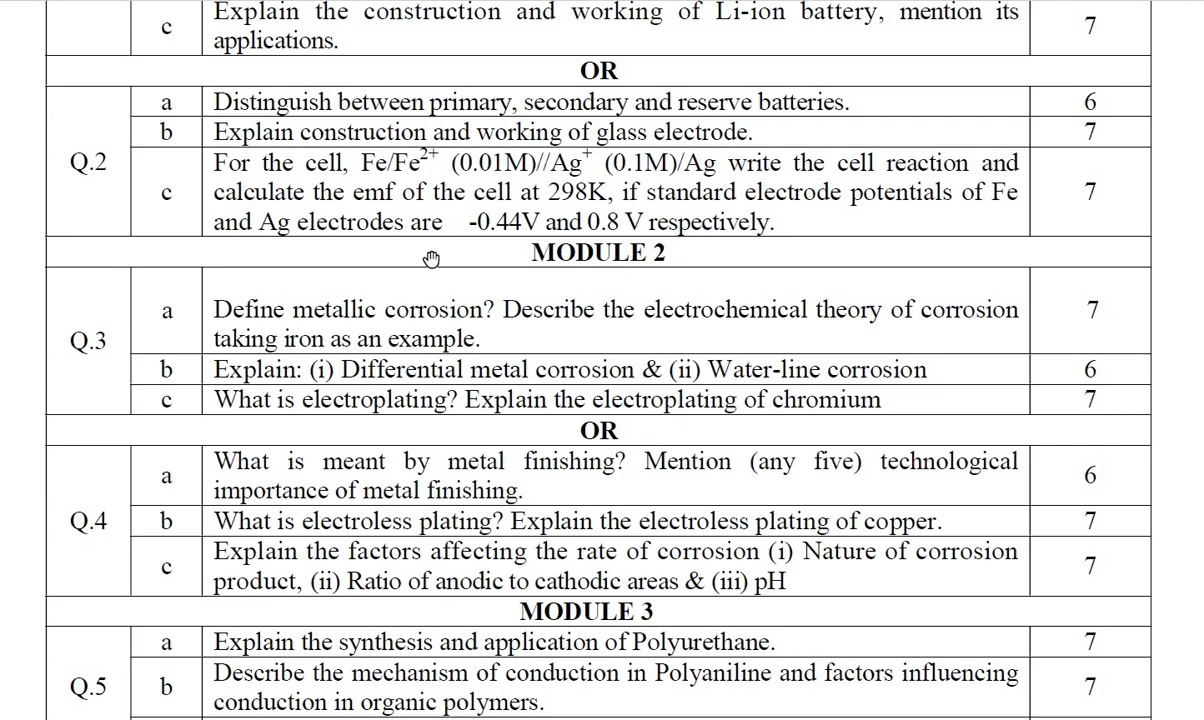 c Explain the construction and working of Li-ion battery, mention its 7
applications.
OR
Q.2 a Distinguish between primary, secondary and reserve batteries. 6
b Explain construction and working of glass electrode. 7
c For the cell, Fe/Fe²⁺ (0.01M)//Ag⁺ (0.1M)/Ag write the cell reaction and 7
calculate the emf of the cell at 298K, if standard electrode potentials of Fe
and Ag electrodes are -0.44V and 0.8 V respectively.
MODULE 2
Q.3 a Define metallic corrosion? Describe the electrochemical theory of corrosion 7
taking iron as an example.
b Explain: (i) Differential metal corrosion & (ii) Water-line corrosion 6
c What is electroplating? Explain the electroplating of chromium 7
OR
Q.4 a What is meant by metal finishing? Mention (any five) technological 6
importance of metal finishing.
b What is electroless plating? Explain the electroless plating of copper. 7
c Explain the factors affecting the rate of corrosion (i) Nature of corrosion 7
product, (ii) Ratio of anodic to cathodic areas & (iii) pH
MODULE 3
Q.5 a Explain the synthesis and application of Polyurethane. 7
b Describe the mechanism of conduction in Polyaniline and factors influencing 7
conduction in organic polymers.